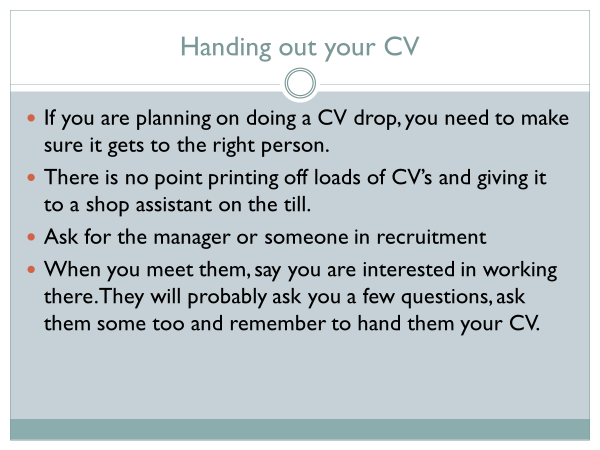 Handing out your CV
• If you are planning on doing a CV drop, you need to make
sure it gets to the right person.
• There is no point printing off loads of CV's and giving it
to a shop assistant on the till.
• Ask for the manager or someone in recruitment
• When you meet them, say you are interested in working
there. They will probably ask you a few questions, ask
them some too and remember to hand them your CV.